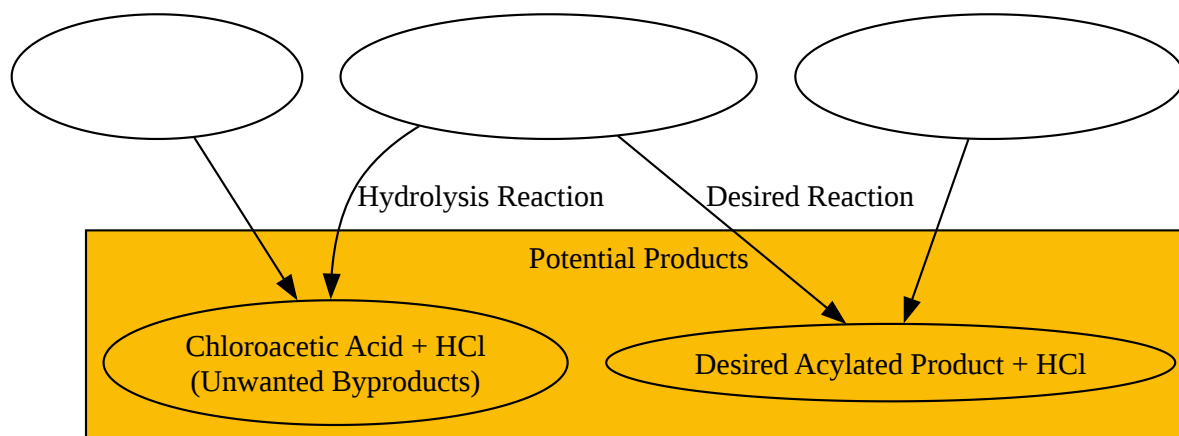 Hydrolysis Reaction
Desired Reaction
Potential Products
Chloroacetic Acid + HCl
(Unwanted Byproducts)
Desired Acylated Product + HCl